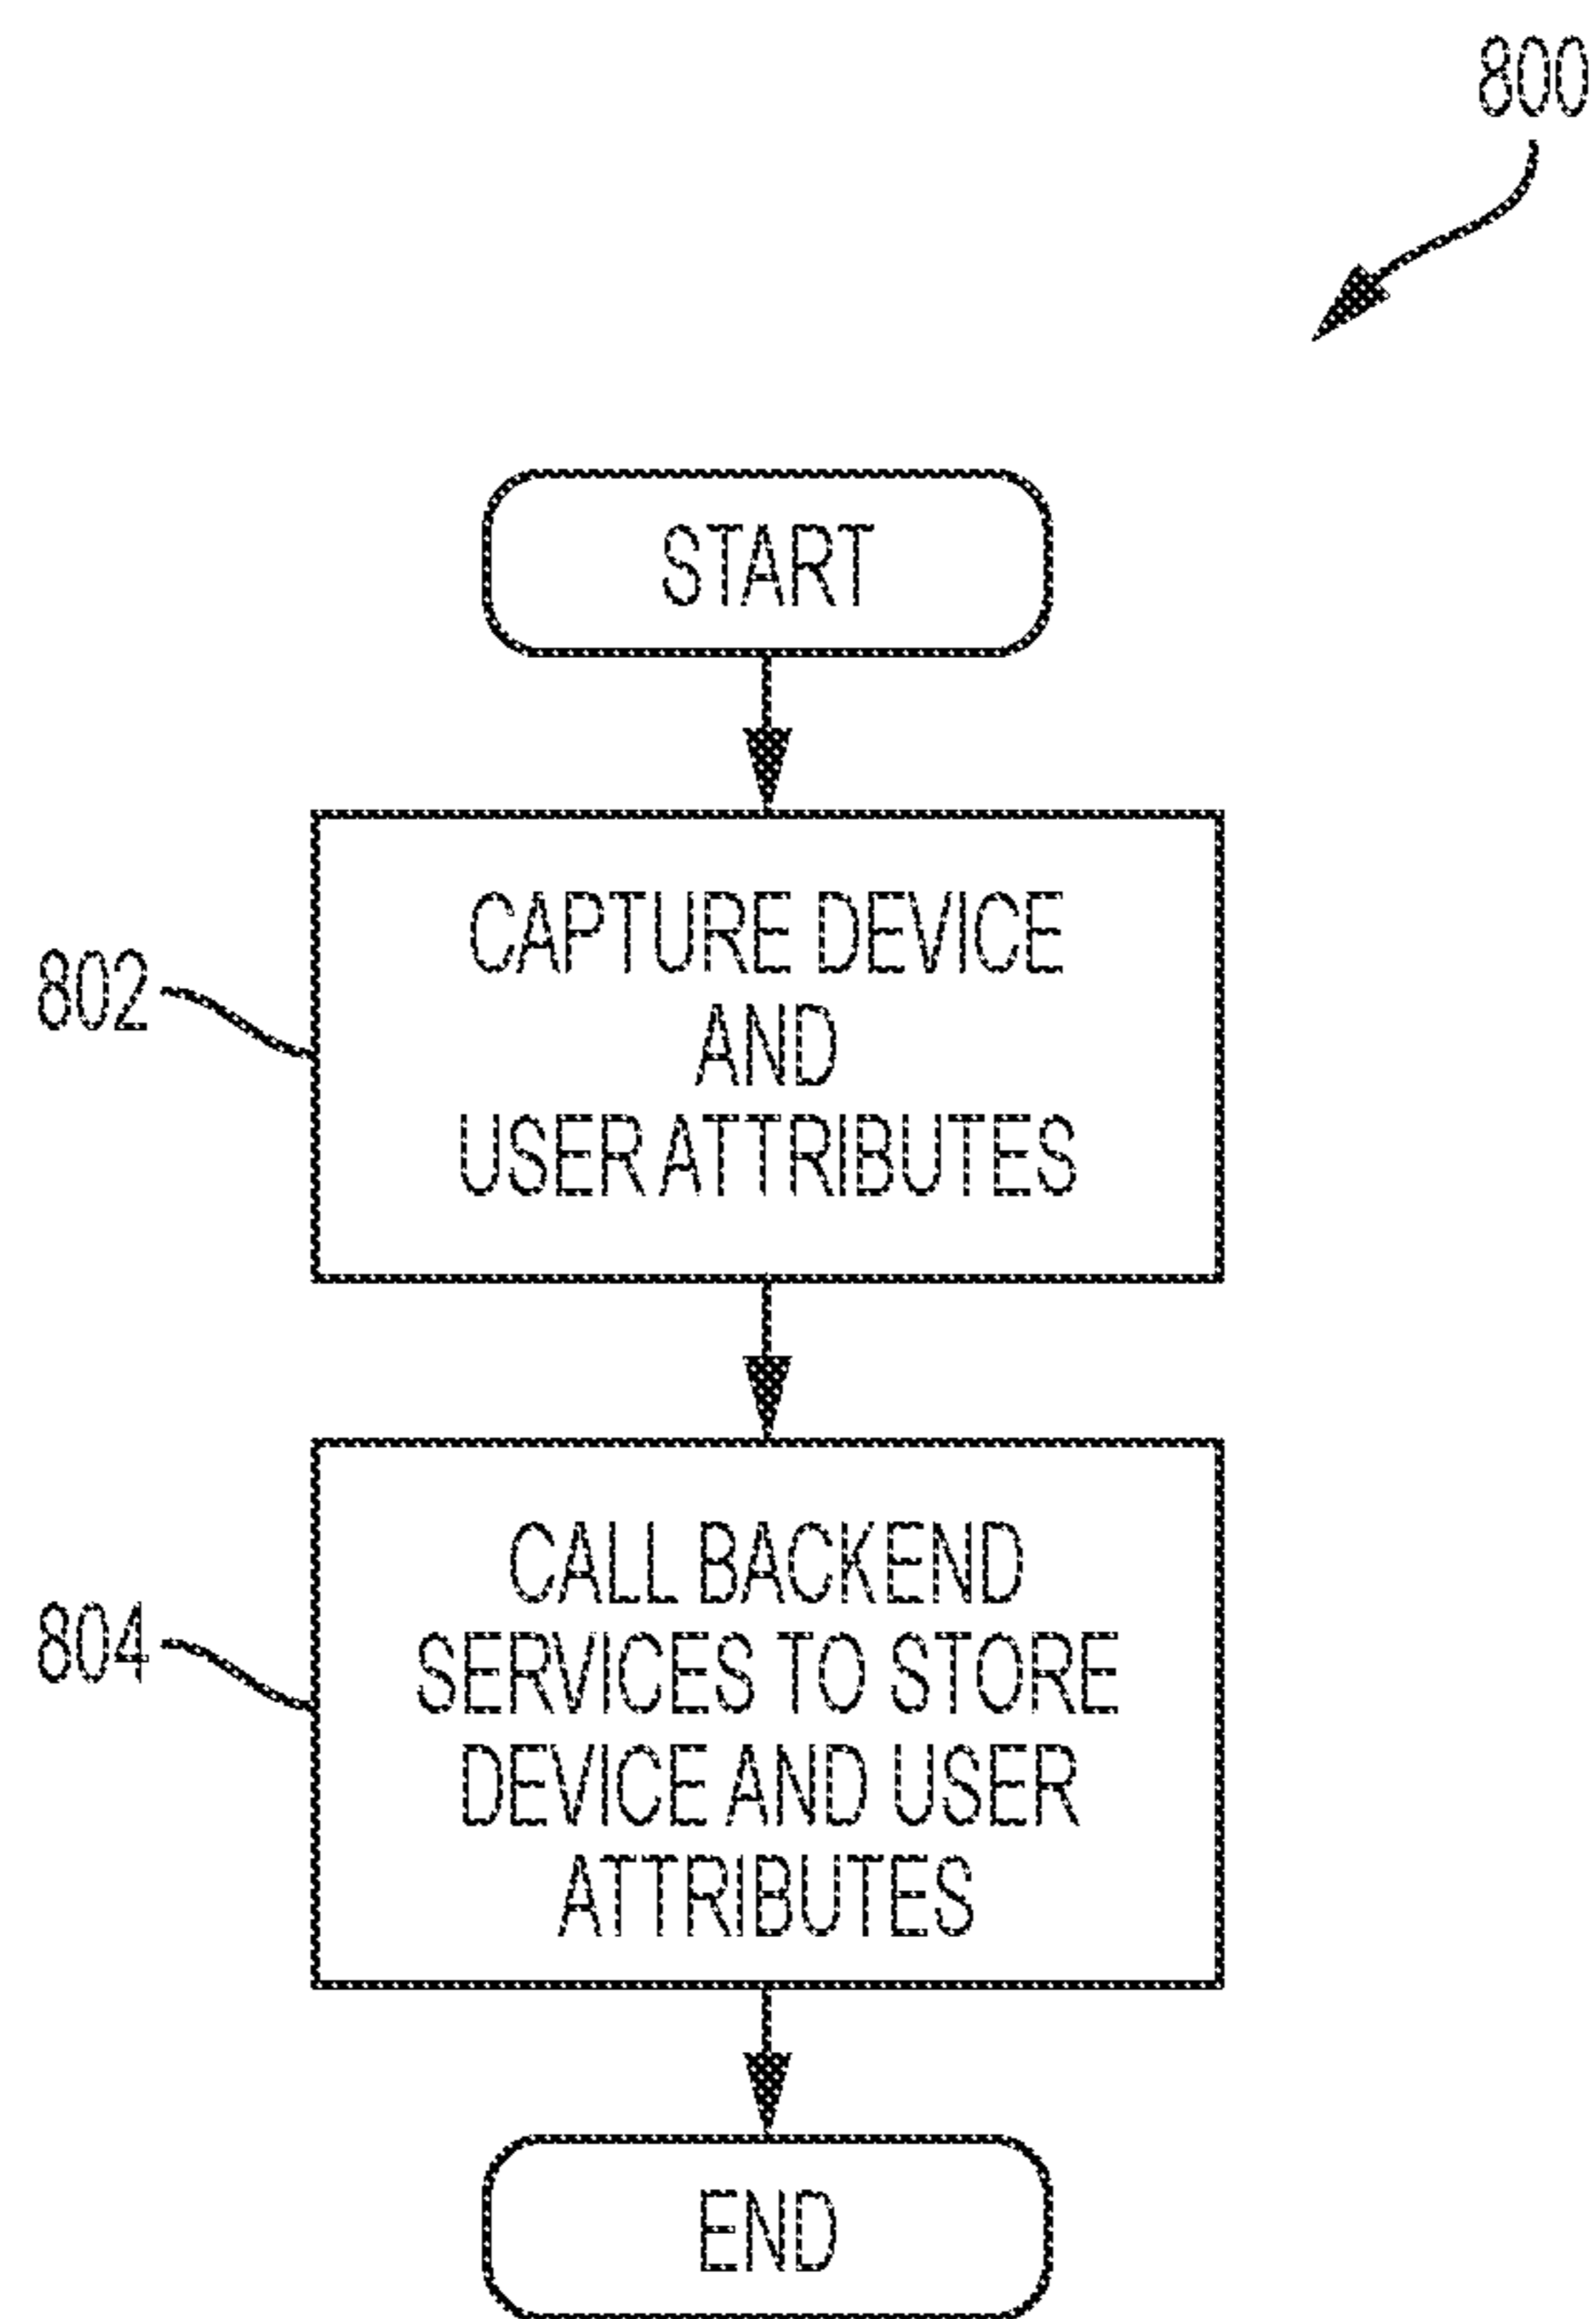 800
START
802
CAPTURE DEVICE
AND
USER ATTRIBUTES
804
CALL BACKEND
SERVICES TO STORE
DEVICE AND USER
ATTRIBUTES
END